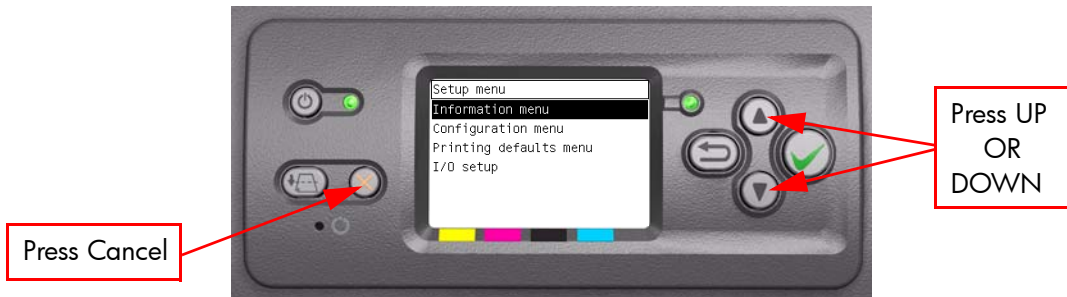 Setup menu
Information menu
Configuration menu
Printing defaults menu
I/O setup
Press Cancel
Press UP
OR
DOWN